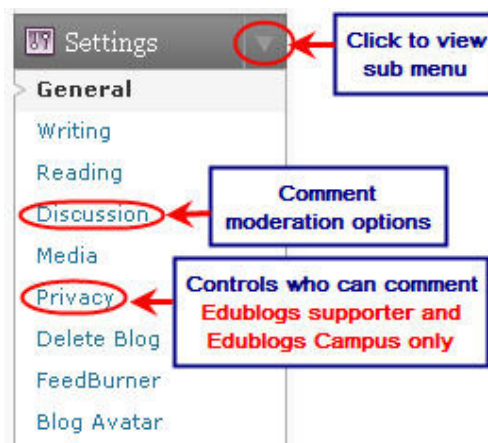 Settings
Click to view
sub menu
General
Writing
Reading
Comment
moderation options
Discussion
Media
Controls who can comment
Edublogs supporter and
Edublogs Campus only
Privacy
Delete Blog
FeedBurner
Blog Avatar